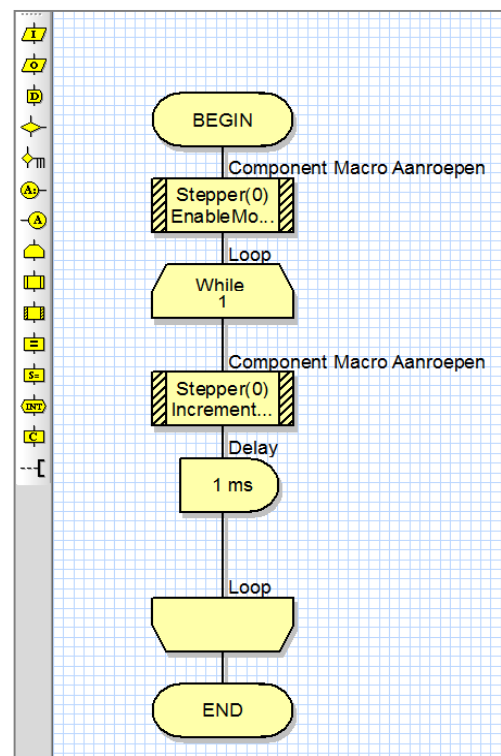 I
O
D
m
A:
A
=
S=
INT
C
BEGIN
Component Macro Aanroepen
Stepper(0)
EnableMo...
Loop
While
1
Component Macro Aanroepen
Stepper(0)
Increment...
Delay
1 ms
Loop
END